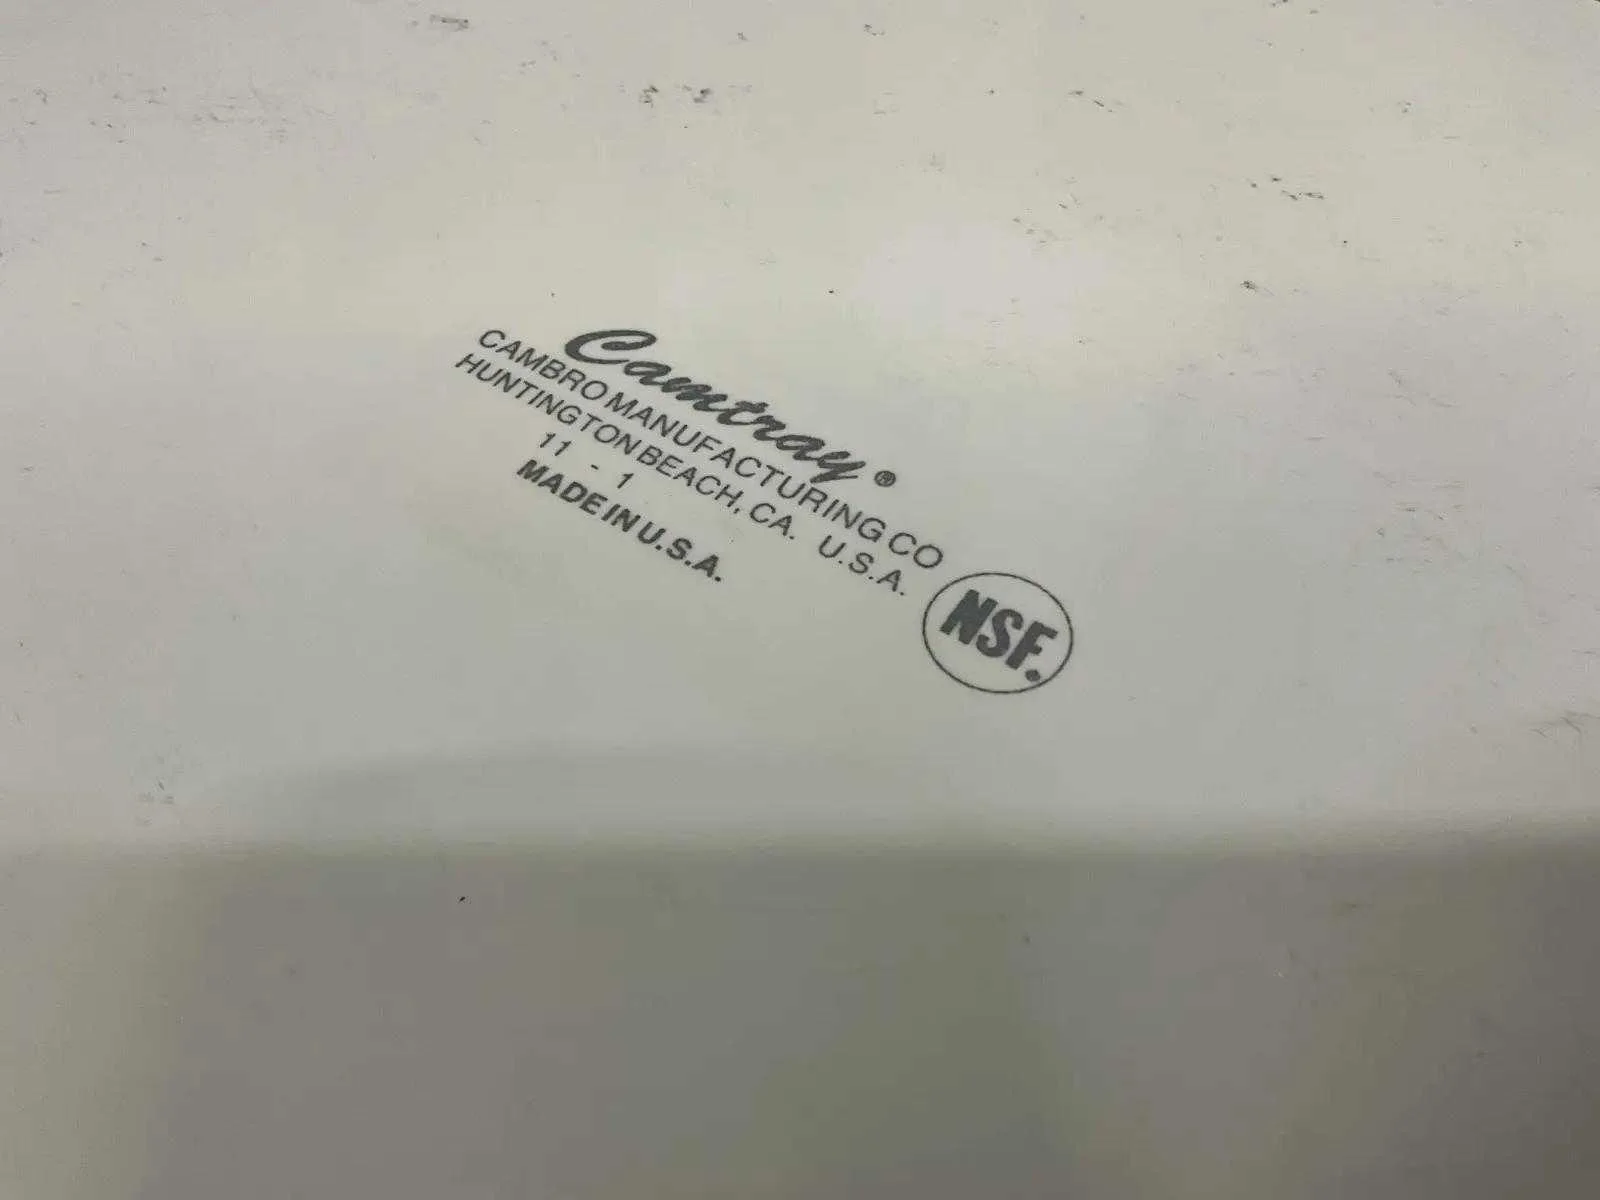 Camtray®
CAMBRO MANUFACTURING CO
HUNTINGTON BEACH, CA. U.S.A.
11 - 1
MADE IN U.S.A.
NSF®